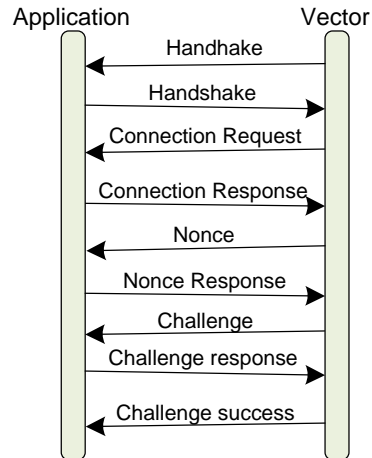 Application Vector
Handhake
Handshake
Connection Request
Connection Response
Nonce
Nonce Response
Challenge
Challenge response
Challenge success